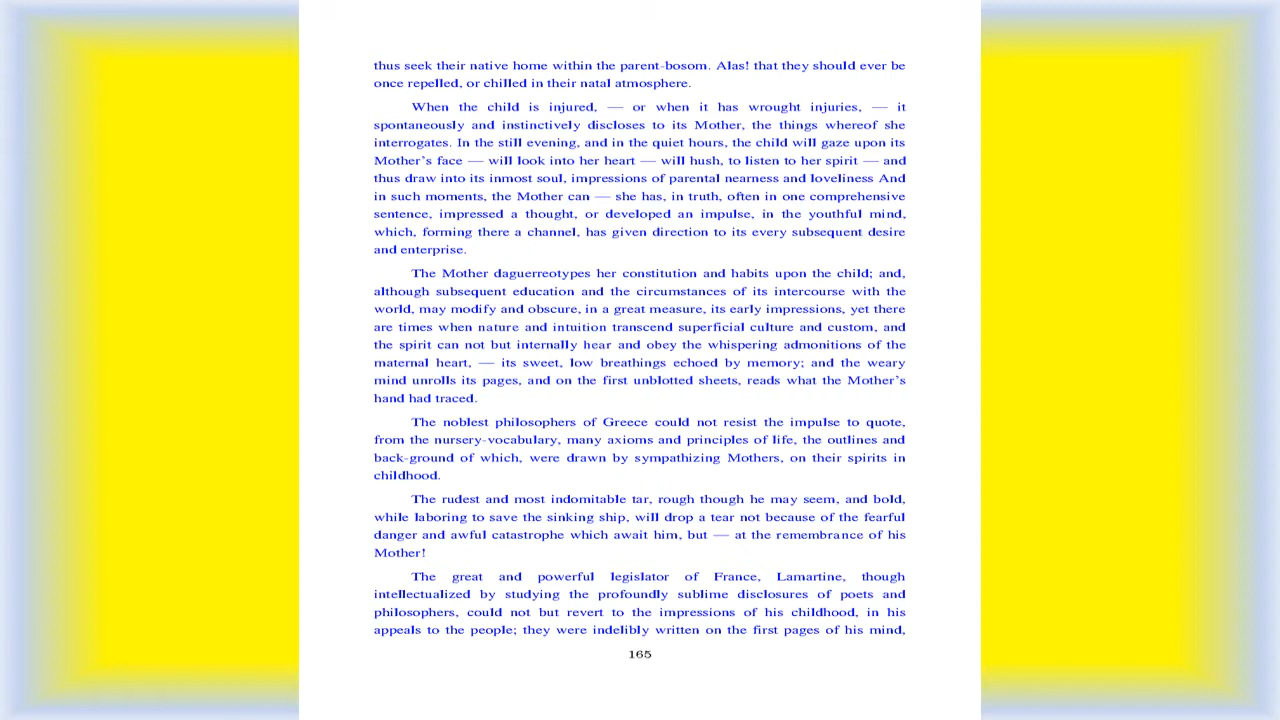 thus seek their native home within the parent-bosom. Alas! that they should ever be
once repelled, or chilled in their natal atmosphere.
When the child is injured, — or when it has wrought injuries, — it
spontaneously and instinctively discloses to its Mother, the things whereof she
interrogates. In the still evening, and in the quiet hours, the child will gaze upon its
Mother's face — will look into her heart — will hush, to listen to her spirit — and
thus draw into its inmost soul, impressions of parental nearness and loveliness And
in such moments, the Mother can — she has, in truth, often in one comprehensive
sentence, impressed a thought, or developed an impulse, in the youthful mind,
which, forming there a channel, has given direction to its every subsequent desire
and enterprise.
The Mother daguerreotypes her constitution and habits upon the child; and,
although subsequent education and the circumstances of its intercourse with the
world, may modify and obscure, in a great measure, its early impressions, yet there
are times when nature and intuition transcend superficial culture and custom, and
the spirit can not but internally hear and obey the whispering admonitions of the
maternal heart, — its sweet, low breathings echoed by memory; and the weary
mind unrolls its pages, and on the first unblotted sheets, reads what the Mother's
hand had traced.
The noblest philosophers of Greece could not resist the impulse to quote,
from the nursery-vocabulary, many axioms and principles of life, the outlines and
back-ground of which, were drawn by sympathizing Mothers, on their spirits in
childhood.
The rudest and most indomitable tar, rough though he may seem, and bold,
while laboring to save the sinking ship, will drop a tear not because of the fearful
danger and awful catastrophe which await him, but — at the remembrance of his
Mother!
The great and powerful legislator of France, Lamartine, though
intellectualized by studying the profoundly sublime disclosures of poets and
philosophers, could not but revert to the impressions of his childhood, in his
appeals to the people; they were indelibly written on the first pages of his mind,
165